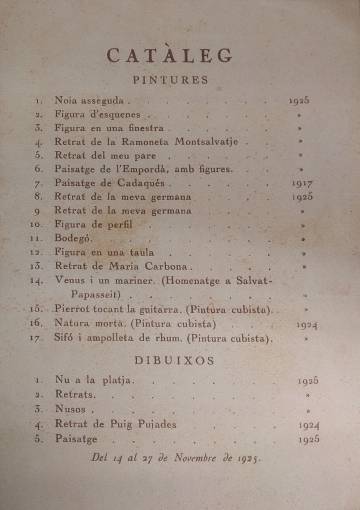 CATÀLEG
PINTURES
1. Noia asseguda . . . . . . 1925
2. Figura d'esquenes . . . . . . »
3. Figura en una finestra . . . . . »
4. Retrat de la Ramoneta Montsalvatje . . »
5. Retrat del meu pare . . . . . »
6. Paisatge de l'Empordà, amb figures. . . »
7. Paisatge de Cadaqués . . . . . 1917
8. Retrat de la meva germana . . . 1925
9 Retrat de la meva germana . . . »
10. Figura de perfil . . . . . »
11. Bodegó. . . . . . . »
12. Figura en una taula . . . . »
13. Retrat de Maria Carbona . . . . »
14. Venus i un mariner. (Homenatge a Salvat-
Papasseit) . . . . . . »
15. Pierrot tocant la guitarra. (Pintura cubista). »
16. Natura morta. (Pintura cubista) . . 1924
17. Sifó i ampolleta de rhum. (Pintura cubista). »
DIBUIXOS
1. Nu a la platja. . . . . . 1925
2. Retrats. . . . . . . »
3. Nusos . . . . . . . »
4. Retrat de Puig Pujades . . . . 1924
5. Paisatge . . . . . . 1925
Del 14 al 27 de Novembre de 1925.